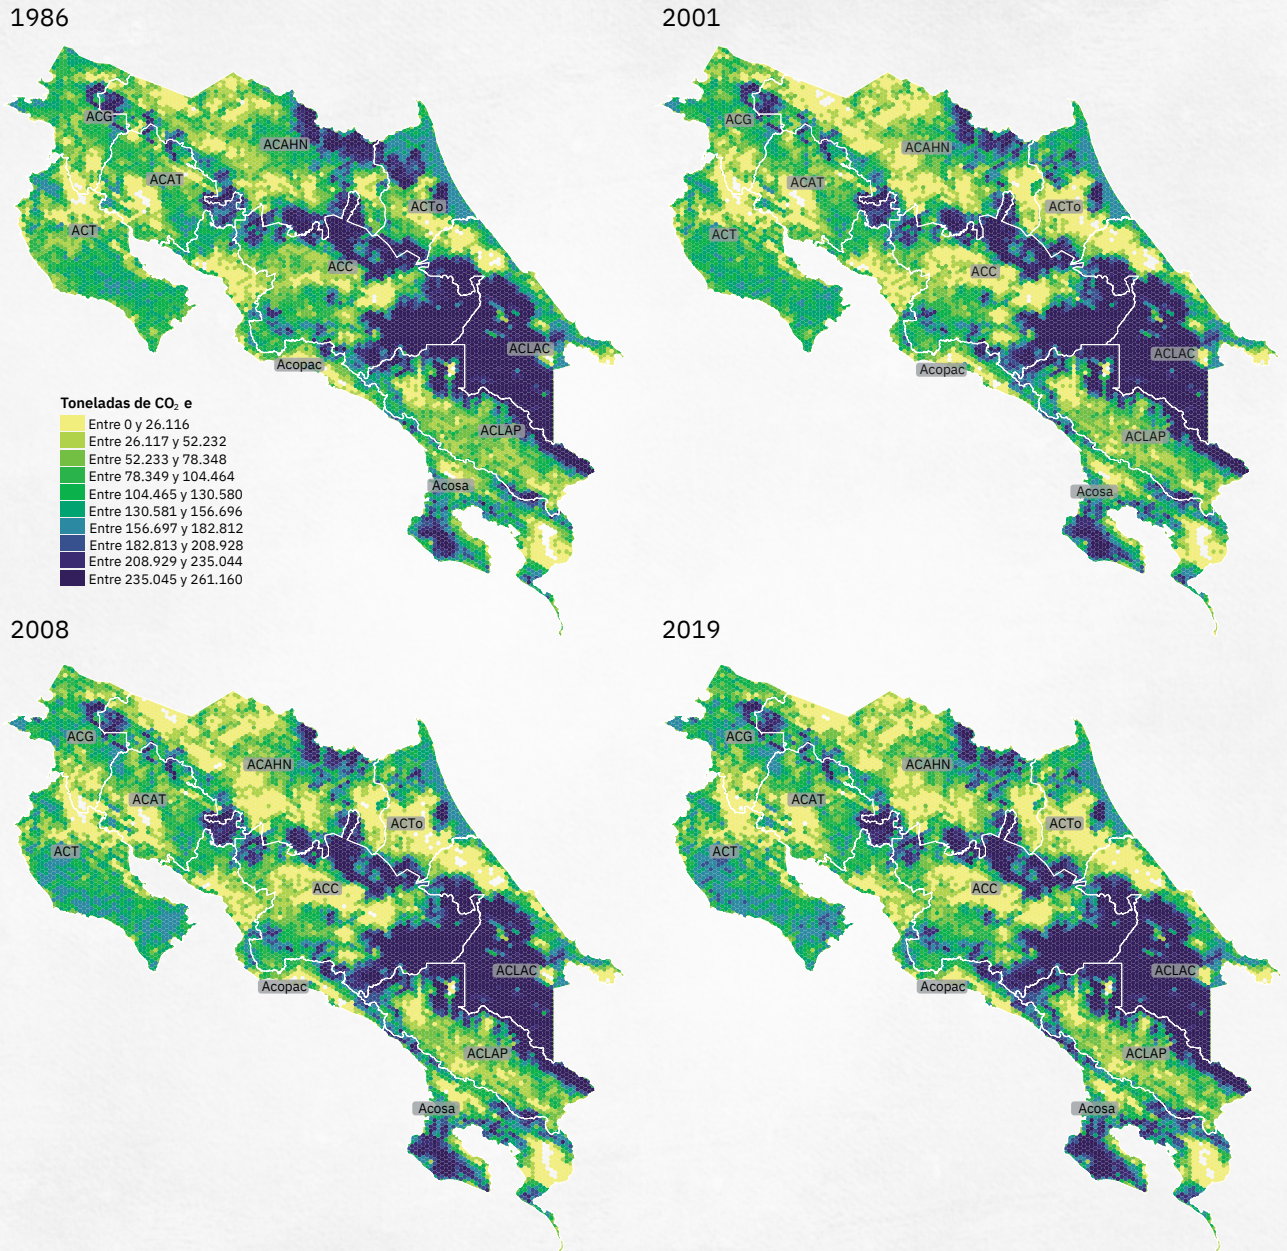 1986
2001
ACG
ACAHN
ACAT
ACTo
ACT
ACC
ACLAC
Acopac
ACLAP
Acosa
ACG
ACAHN
ACAT
ACTo
ACT
ACC
ACLAC
Acopac
ACLAP
Acosa
Toneladas de CO₂ e
Entre 0 y 26.116
Entre 26.117 y 52.232
Entre 52.233 y 78.348
Entre 78.349 y 104.464
Entre 104.465 y 130.580
Entre 130.581 y 156.696
Entre 156.697 y 182.812
Entre 182.813 y 208.928
Entre 208.929 y 235.044
Entre 235.045 y 261.160
2008
2019
ACG
ACAHN
ACAT
ACTo
ACT
ACC
ACLAC
Acopac
ACLAP
Acosa
ACG
ACAHN
ACAT
ACTo
ACT
ACC
ACLAC
Acopac
ACLAP
Acosa